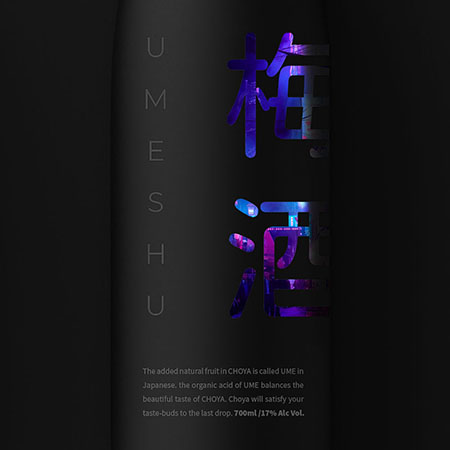 UMESHU
梅酒
The added natural fruit in CHOYA is called UME in
Japanese. the organic acid of UME balances the
beautiful taste of CHOYA. Choya will satisfy your
taste-buds to the last drop. 700ml /17% Alc Vol.